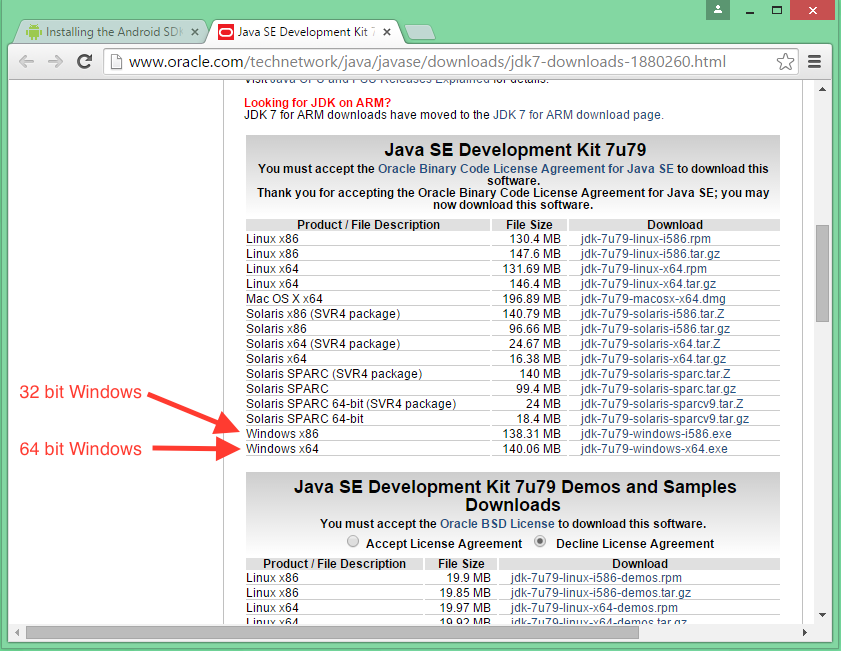 Installing the Android SDK
Java SE Development Kit 7
www.oracle.com/technetwork/java/javase/downloads/jdk7-downloads-1880260.html
Visit Java CPU and PSU Releases Explained for details.
Looking for JDK on ARM?
JDK 7 for ARM downloads have moved to the JDK 7 for ARM download page.
Java SE Development Kit 7u79
You must accept the Oracle Binary Code License Agreement for Java SE to download this
software.
Thank you for accepting the Oracle Binary Code License Agreement for Java SE; you may
now download this software.
Product / File Description File Size Download
Linux x86 130.4 MB jdk-7u79-linux-i586.rpm
Linux x86 147.6 MB jdk-7u79-linux-i586.tar.gz
Linux x64 131.69 MB jdk-7u79-linux-x64.rpm
Linux x64 146.4 MB jdk-7u79-linux-x64.tar.gz
Mac OS X x64 196.89 MB jdk-7u79-macosx-x64.dmg
Solaris x86 (SVR4 package) 140.79 MB jdk-7u79-solaris-i586.tar.Z
Solaris x86 96.66 MB jdk-7u79-solaris-i586.tar.gz
Solaris x64 (SVR4 package) 24.67 MB jdk-7u79-solaris-x64.tar.Z
Solaris x64 16.38 MB jdk-7u79-solaris-x64.tar.gz
Solaris SPARC (SVR4 package) 140 MB jdk-7u79-solaris-sparc.tar.Z
Solaris SPARC 99.4 MB jdk-7u79-solaris-sparc.tar.gz
Solaris SPARC 64-bit (SVR4 package) 24 MB jdk-7u79-solaris-sparcv9.tar.Z
Solaris SPARC 64-bit 18.4 MB jdk-7u79-solaris-sparcv9.tar.gz
32 bit Windows
Windows x86 138.31 MB jdk-7u79-windows-i586.exe
64 bit Windows
Windows x64 140.06 MB jdk-7u79-windows-x64.exe
Java SE Development Kit 7u79 Demos and Samples
Downloads
You must accept the Oracle BSD License to download this software.
Accept License Agreement Decline License Agreement
Product / File Description File Size Download
Linux x86 19.9 MB jdk-7u79-linux-i586-demos.rpm
Linux x86 19.85 MB jdk-7u79-linux-i586-demos.tar.gz
Linux x64 19.97 MB jdk-7u79-linux-x64-demos.rpm
Linux x64 19.92 MB jdk-7u79-linux-x64-demos.tar.gz